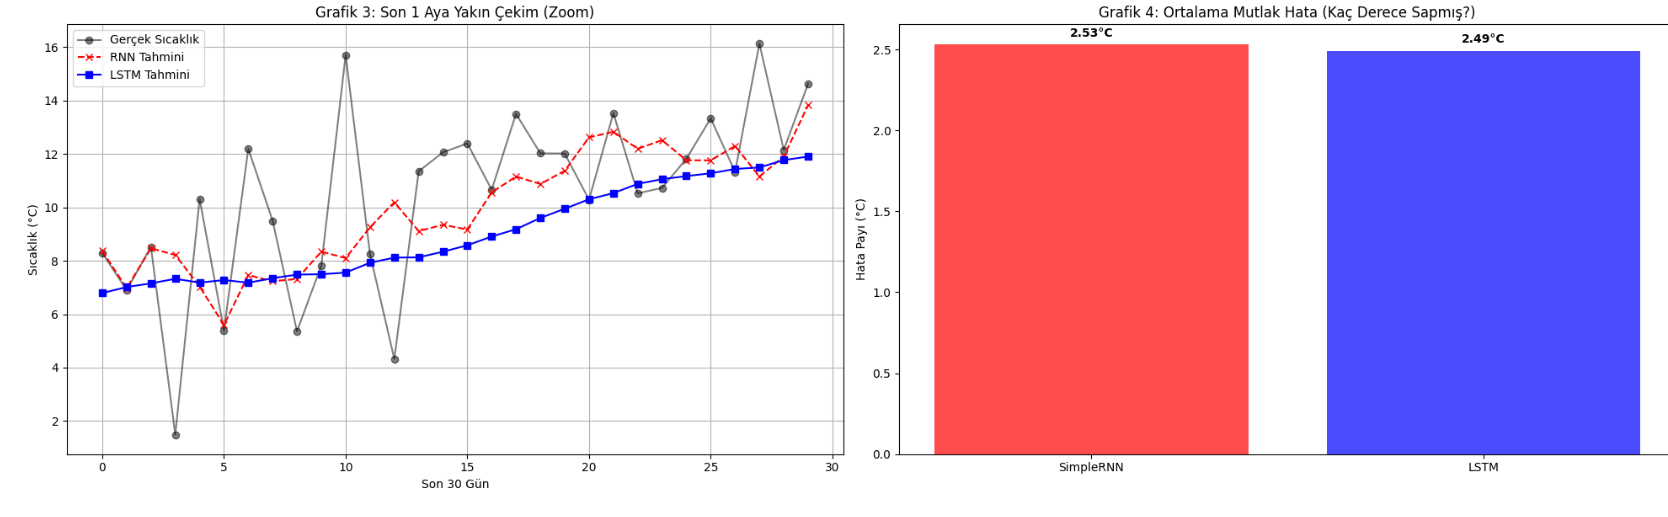 Grafik 3: Son 1 Aya Yakın Çekim (Zoom)
Gerçek Sıcaklık
RNN Tahmini
LSTM Tahmini
Sıcaklık (°C)
16
14
12
10
8
6
4
2
0 5 10 15 20 25 30
Son 30 Gün
Grafik 4: Ortalama Mutlak Hata (Kaç Derece Sapmış?)
2.53°C
2.49°C
Hata Payı (°C)
2.5
2.0
1.5
1.0
0.5
0.0
SimpleRNN LSTM